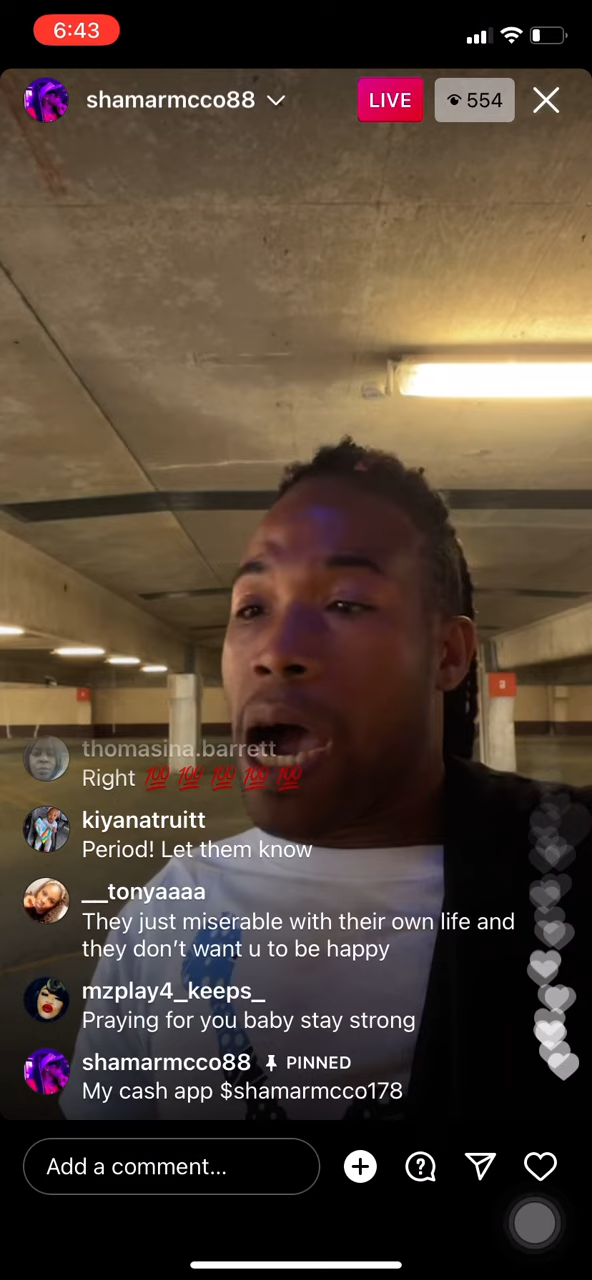 6:43
shamarmcco88
LIVE
554
thomasina.barrett
Right 💯 💯 💯 💯 💯
kiyanatruitt
Period! Let them know
__tonyaaaa
They just miserable with their own life and
they don't want u to be happy
mzplay4_keeps_
Praying for you baby stay strong
shamarmcco88 PINNED
My cash app $shamarmcco178
Add a comment...